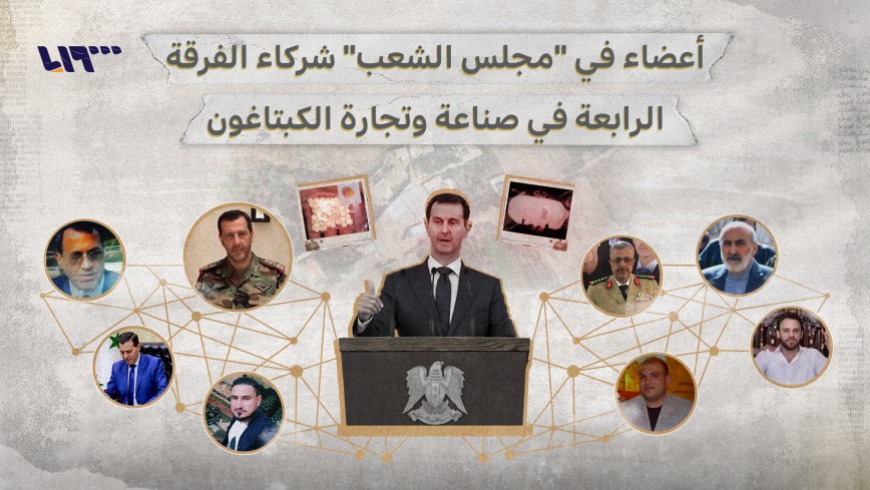 أعضاء في "مجلس الشعب" شركاء الفرقة
الرابعة في صناعة وتجارة الكبتاغون